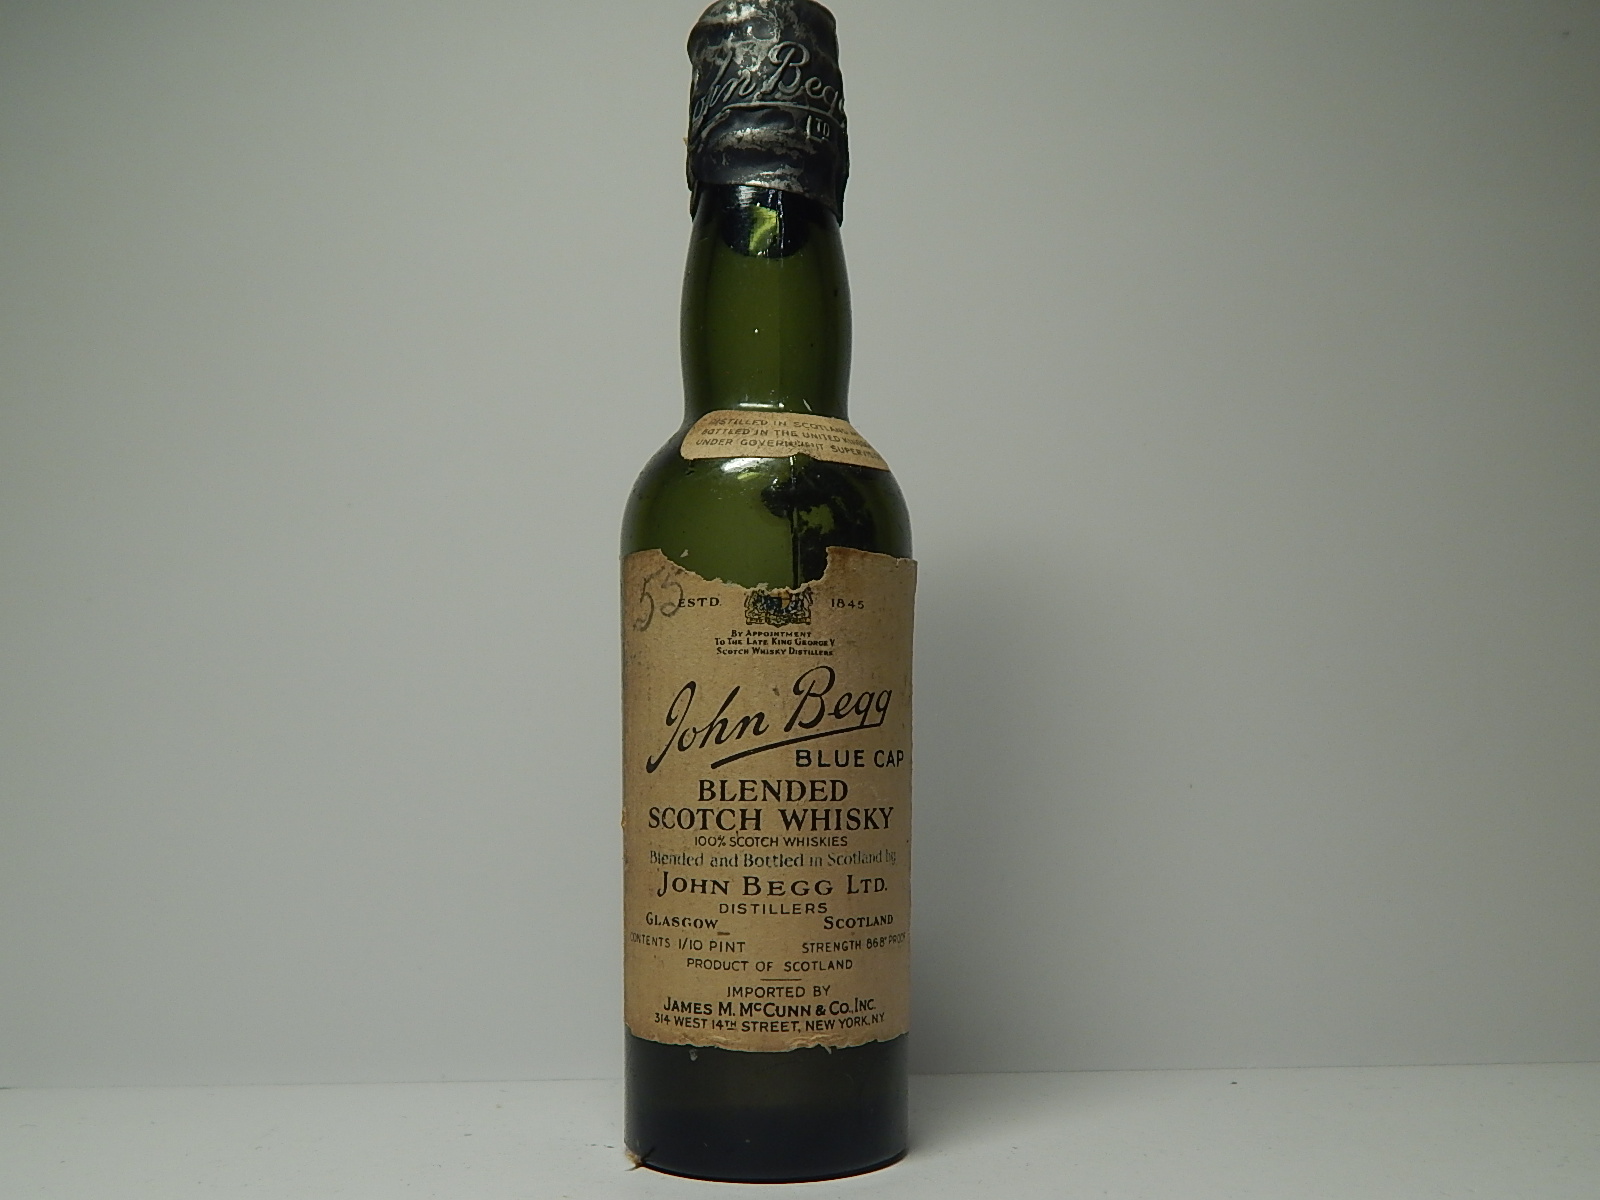 John Begg
LTD
DISTILLED IN SCOTLAND
BOTTLED IN THE UNITED KINGDOM
UNDER GOVERNMENT
55
ESTD. 1845
BY APPOINTMENT
TO THE LATE KING GEORGE V.
SCOTCH WHISKY DISTILLERS
John Begg
BLUE CAP
BLENDED
SCOTCH WHISKY
100% SCOTCH WHISKIES
Blended and Bottled in Scotland by
JOHN BEGG LTD.
DISTILLERS
GLASGOW SCOTLAND
CONTENTS 1/10 PINT STRENGTH 86.8° PROOF
PRODUCT OF SCOTLAND
IMPORTED BY
JAMES M. McCUNN & CO., INC.
314 WEST 14TH STREET, NEW YORK, N.Y.